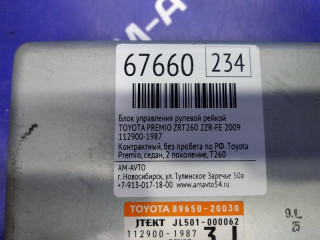 67660 234
Блок управления рулевой рейкой
TOYOTA PREMIO ZRT260 2ZR-FE 2009
112900-1987
Контрактный, без пробега по РФ. Toyota
Premio, седан, 2 поколение, T260
АМ-АВТО
г. Новосибирск, ул. Тулинское Заречье 50а
+7-913-017-18-00 www.amavto54.ru
TOYOTA 89650-20030
JTEKT JL501-000062
112900-1987